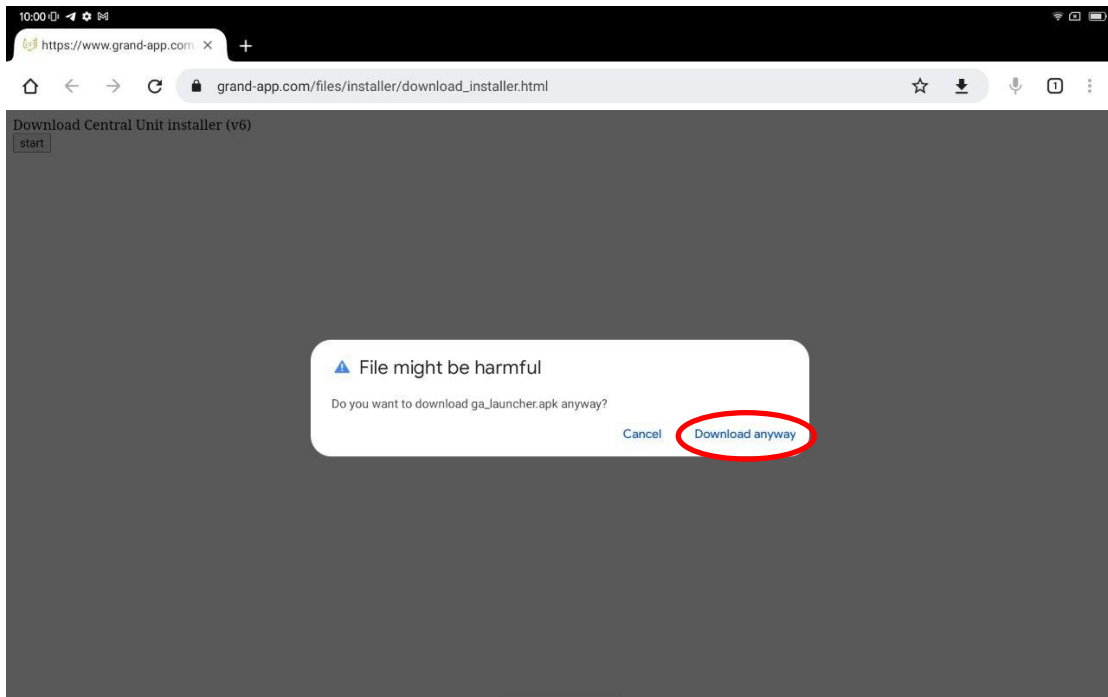 10:00
https://www.grand-app.com
grand-app.com/files/installer/download_installer.html
1
Download Central Unit installer (v6)
start
File might be harmful
Do you want to download ga_launcher.apk anyway?
Cancel Download anyway